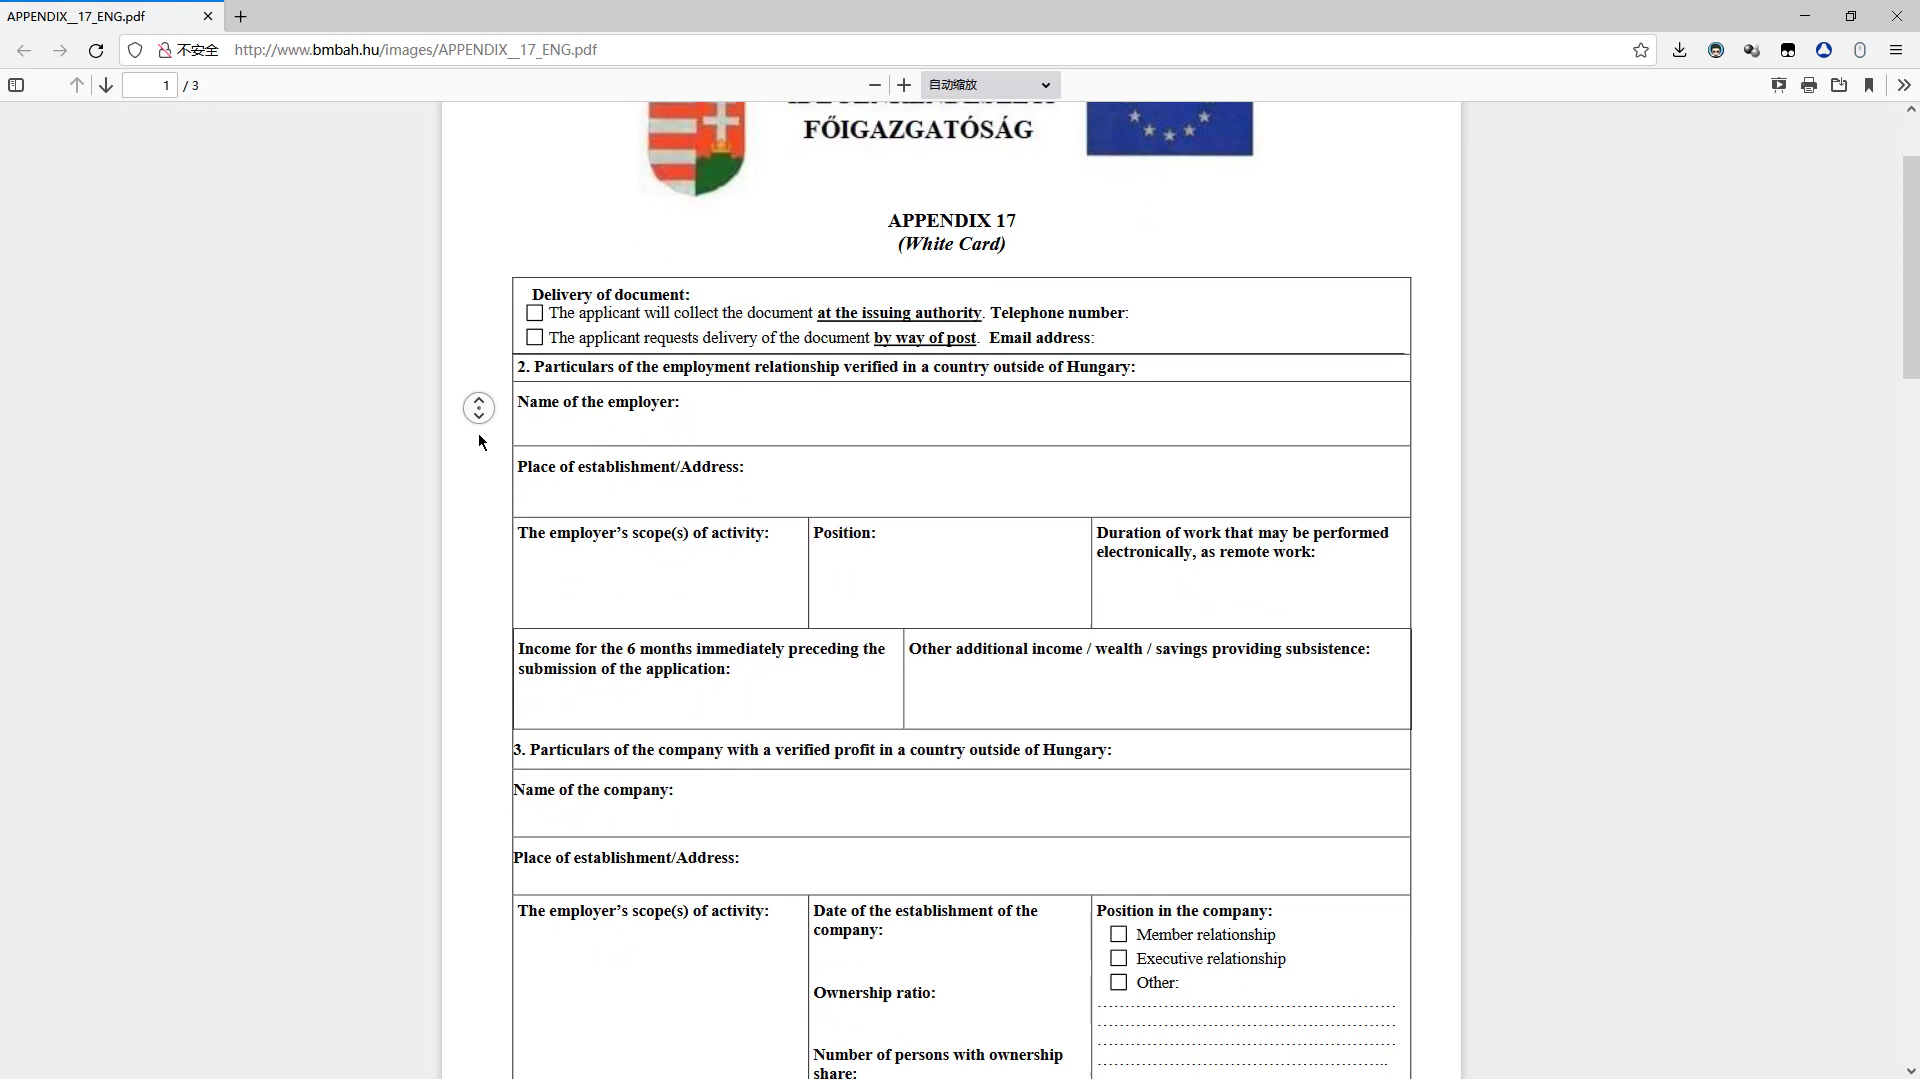 APPENDIX__17_ENG.pdf
不安全
http://www.bmbah.hu/images/APPENDIX__17_ENG.pdf
1 / 3
自动缩放
FŐIGAZGATÓSÁG
APPENDIX 17
(White Card)
Delivery of document:
The applicant will collect the document at the issuing authority. Telephone number:
The applicant requests delivery of the document by way of post. Email address:
2. Particulars of the employment relationship verified in a country outside of Hungary:
Name of the employer:
Place of establishment/Address:
The employer’s scope(s) of activity:
Position:
Duration of work that may be performed
electronically, as remote work:
Income for the 6 months immediately preceding the
submission of the application:
Other additional income / wealth / savings providing subsistence:
3. Particulars of the company with a verified profit in a country outside of Hungary:
Name of the company:
Place of establishment/Address:
The employer’s scope(s) of activity:
Date of the establishment of the
company:
Ownership ratio:
Number of persons with ownership
share:
Position in the company:
Member relationship
Executive relationship
Other: